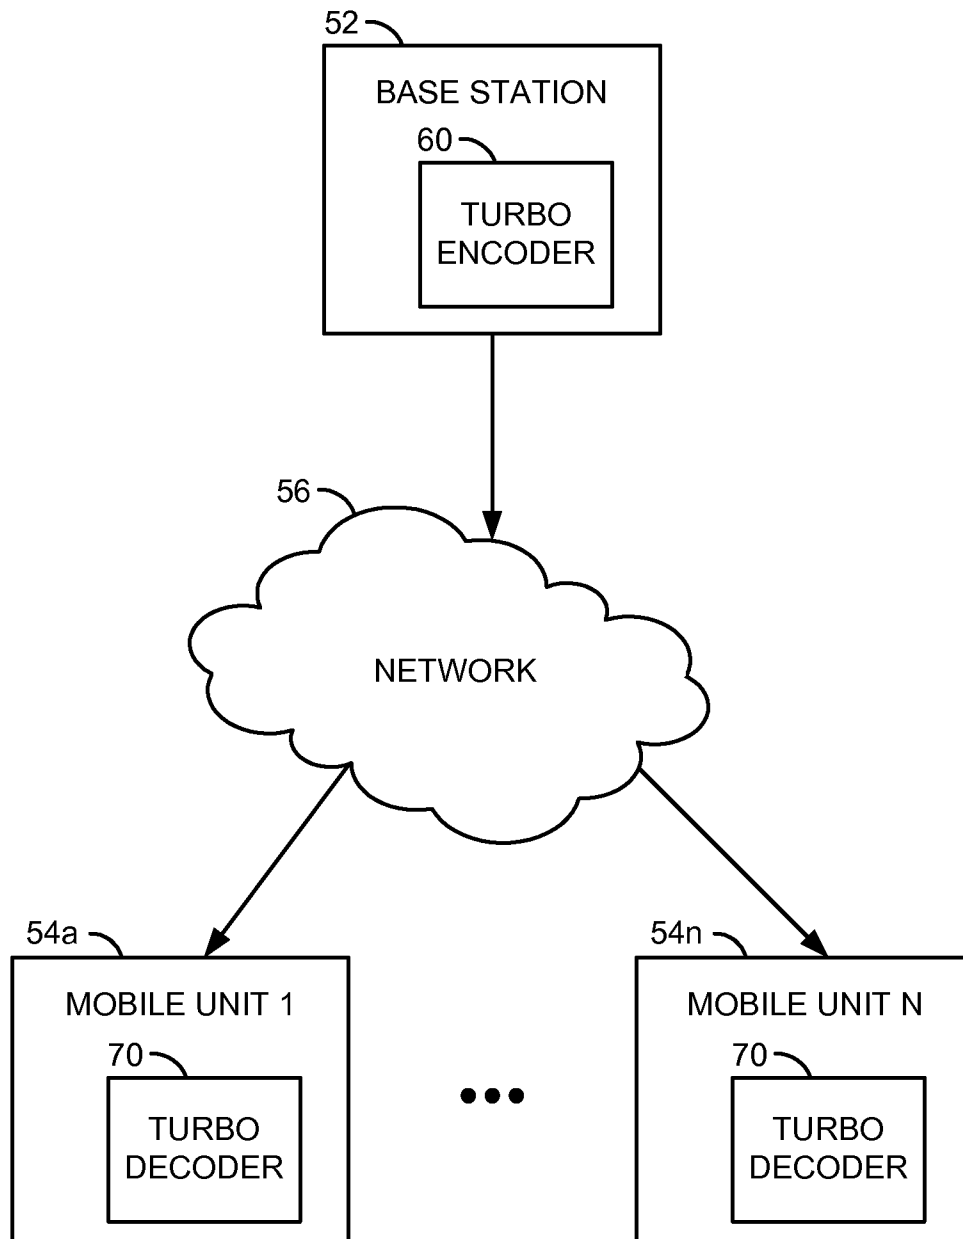 52
BASE STATION
60
TURBO
ENCODER
56
NETWORK
54a
MOBILE UNIT 1
70
TURBO
DECODER
54n
MOBILE UNIT N
70
TURBO
DECODER